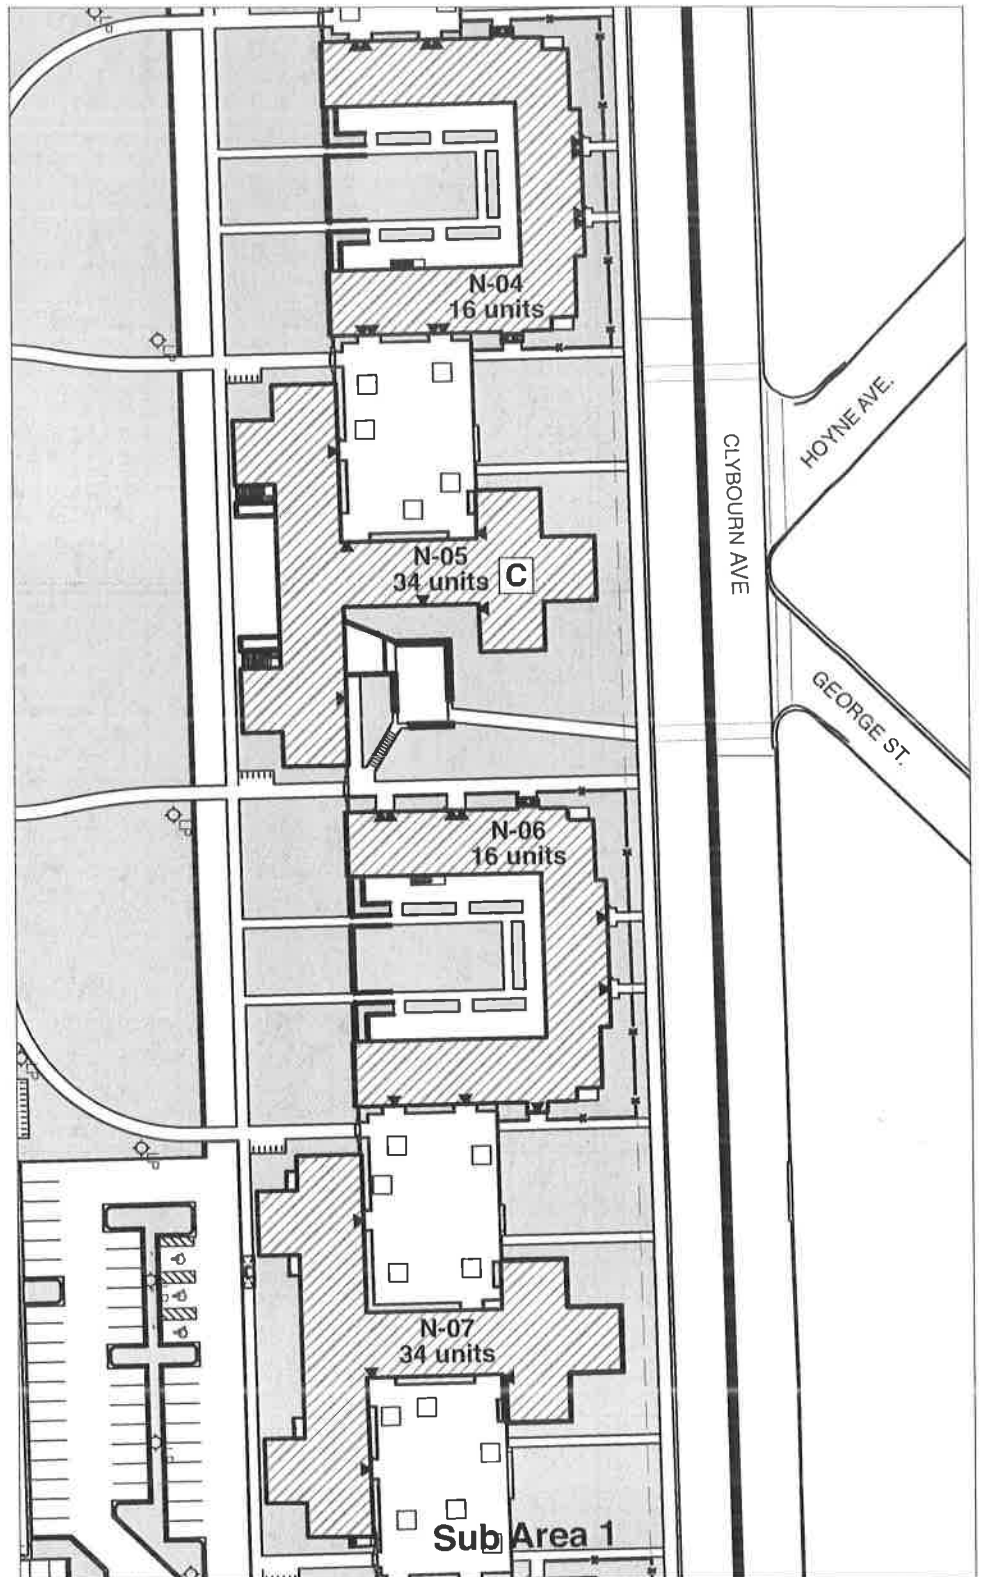 N-04
16 units
HOYNE AVE.
CLYBOURN AVE
N-05
34 units
C
GEORGE ST.
N-06
16 units
N-07
34 units
Sub Area 1